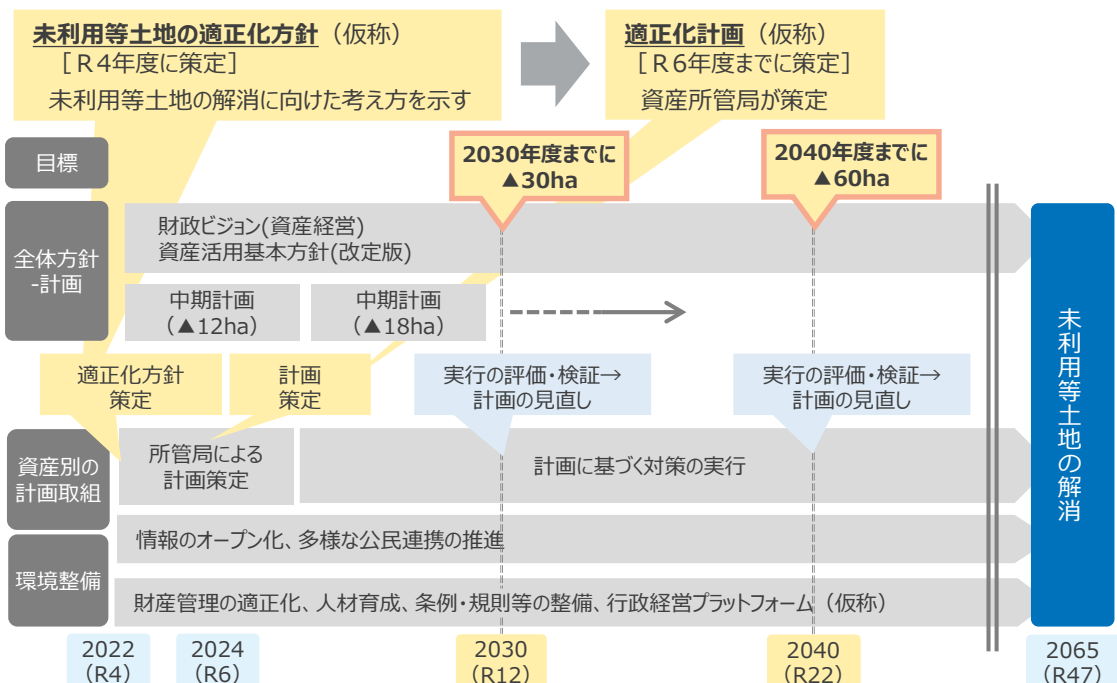 未利用等土地の適正化方針（仮称）
［Ｒ4年度に策定］
未利用等土地の解消に向けた考え方を示す
適正化計画（仮称）
［Ｒ6年度までに策定］
資産所管局が策定
目標
2030年度までに
▲30ha
2040年度までに
▲60ha
全体方針
-計画
財政ビジョン(資産経営)
資産活用基本方針(改定版)
中期計画
（▲12ha）
中期計画
（▲18ha）
適正化方針
策定
計画
策定
実行の評価・検証→
計画の見直し
実行の評価・検証→
計画の見直し
資産別の
計画取組
所管局による
計画策定
計画に基づく対策の実行
環境整備
情報のオープン化、多様な公民連携の推進
財産管理の適正化、人材育成、条例・規則等の整備、行政経営プラットフォーム（仮称）
未利用等土地の解消
2022
(R4)
2024
(R6)
2030
(R12)
2040
(R22)
2065
(R47)